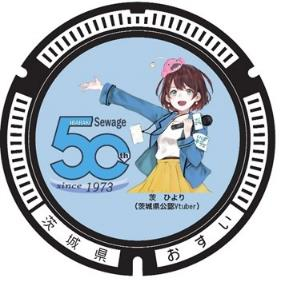 IBARAKI Sewage
50th
since 1973
茨 ひより
（茨城県公認Vtuber）
茨城県 おすい